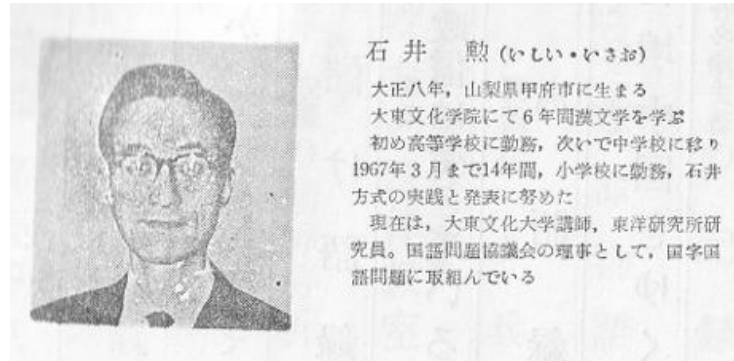 石井　勲（いしい・いさお）
大正八年，山梨県甲府市に生まる
大東文化学院にて６年間漢文学を学ぶ
初め高等学校に勤務，次いで中学校に移り
1967年３月まで14年間，小学校に勤務，石井
方式の実践と発表に努めた
現在は，大東文化大学講師，東洋研究所研
究員。国語問題協議会の理事として，国字国
語問題に取組んでいる